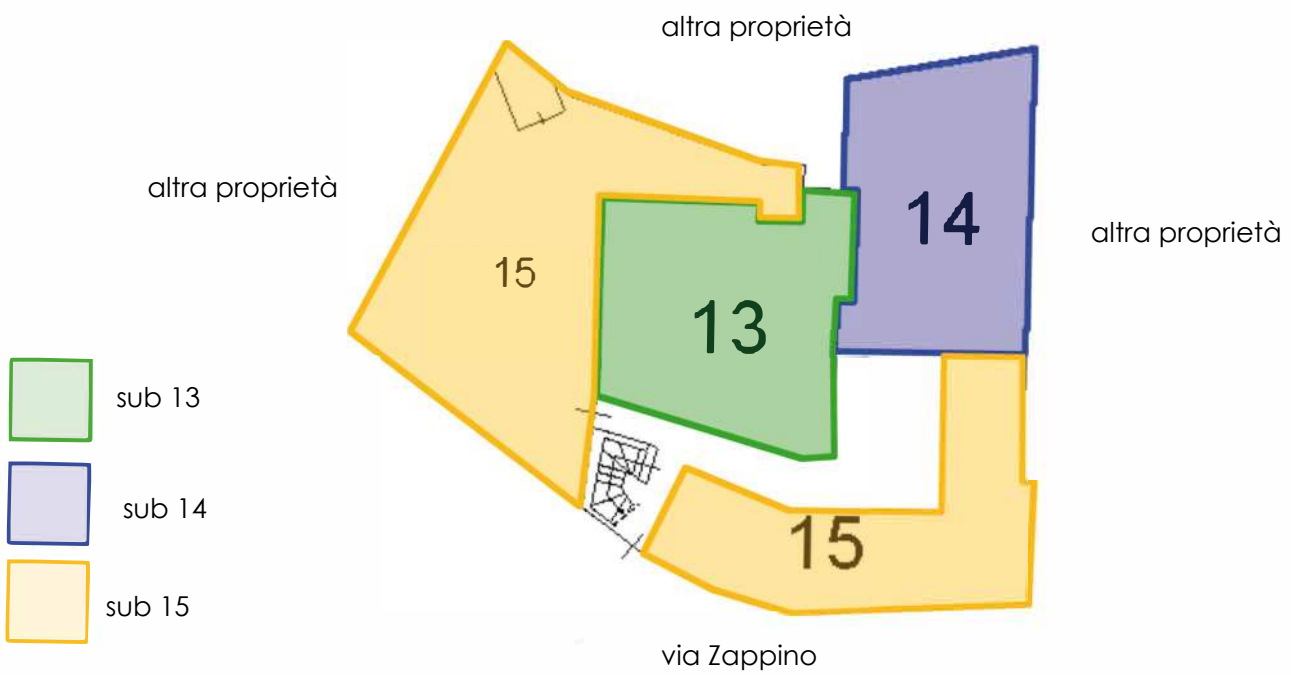 altra proprietà
altra proprietà
14
altra proprietà
15
13
sub 13
sub 14
15
sub 15
via Zappino